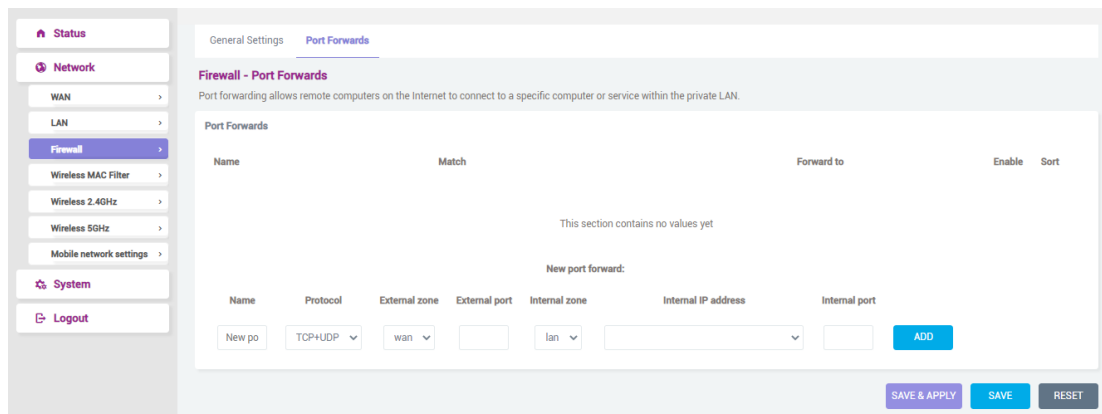 Status
Network
WAN
LAN
Firewall
Wireless MAC Filter
Wireless 2.4GHz
Wireless 5GHz
Mobile network settings
System
Logout
General Settings Port Forwards
Firewall - Port Forwards
Port forwarding allows remote computers on the Internet to connect to a specific computer or service within the private LAN.
Port Forwards
Name Match Forward to Enable Sort
This section contains no values yet
New port forward:
Name Protocol External zone External port Internal zone Internal IP address Internal port
New po TCP+UDP wan lan ADD
SAVE & APPLY SAVE RESET